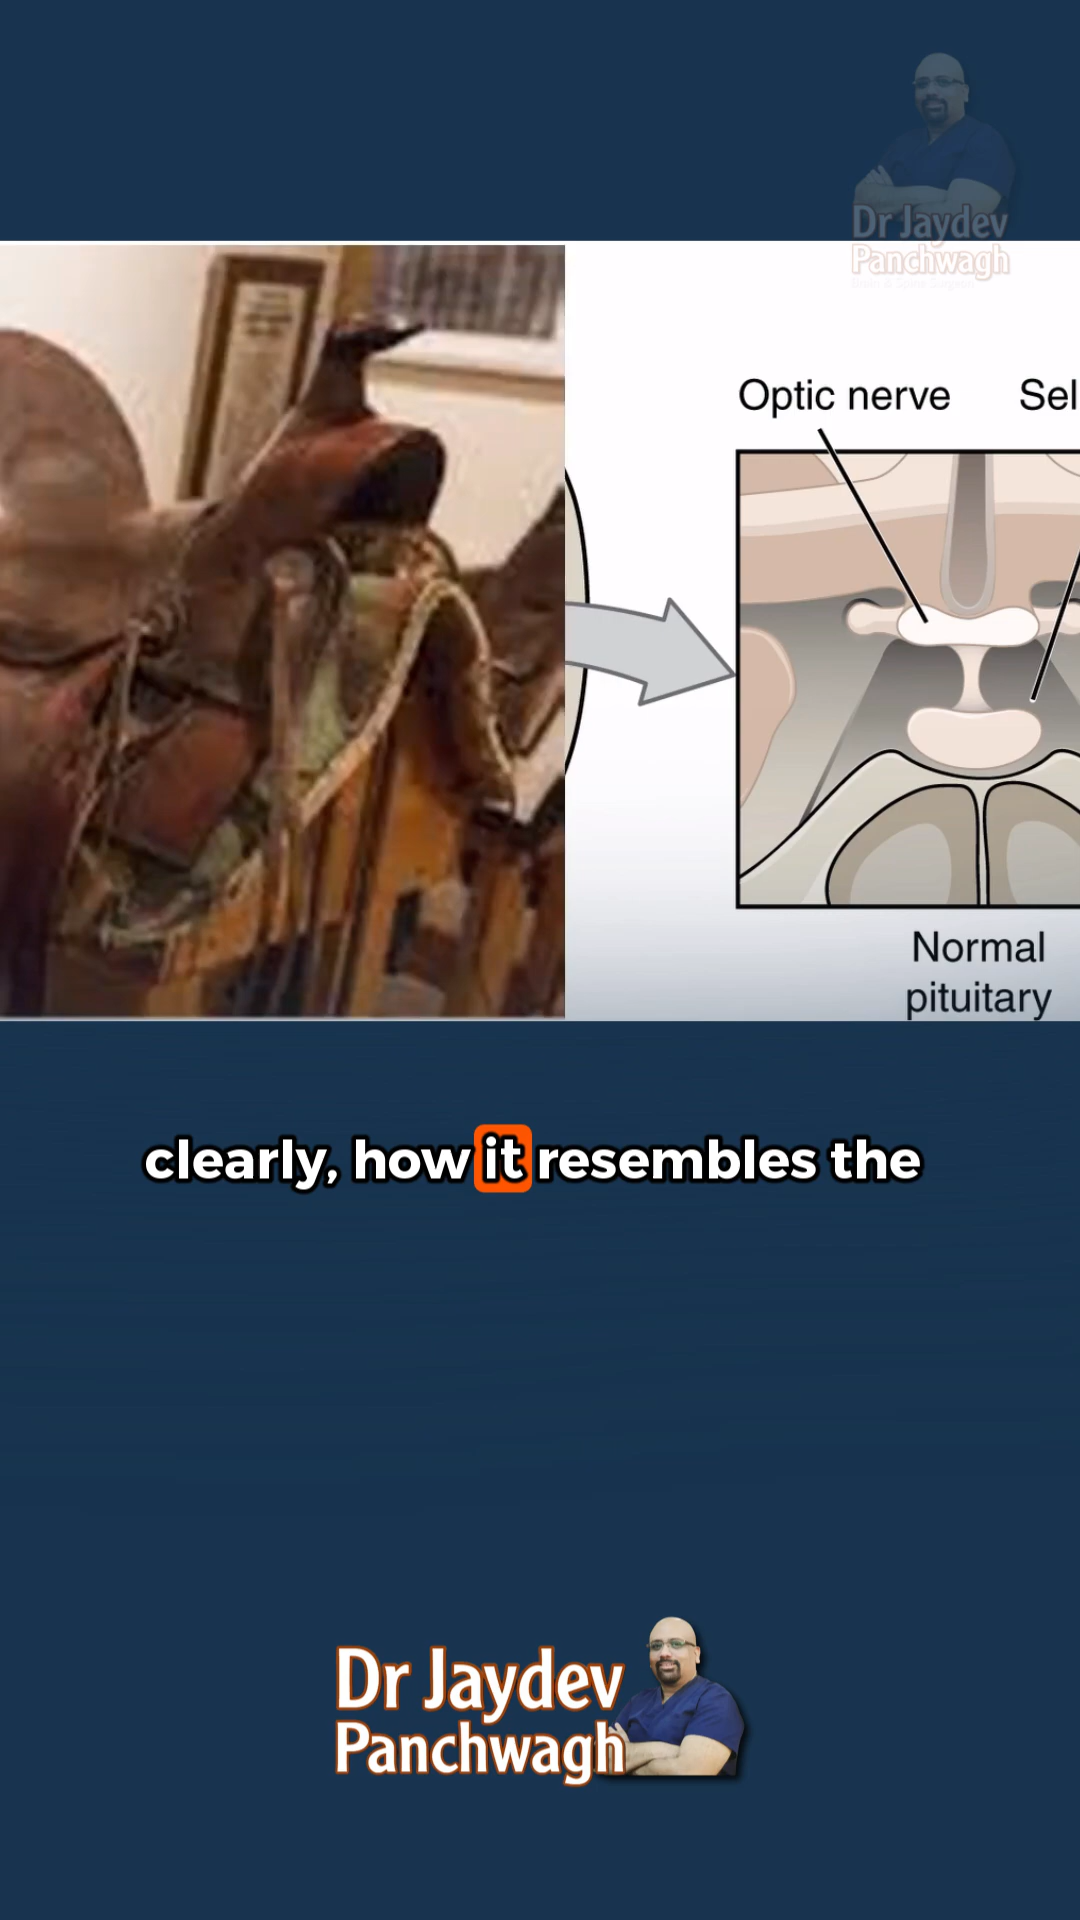 Dr Jaydev
Panchwagh
Optic nerve
Sel
Normal
pituitary
clearly, how it resembles the
Dr Jaydev
Panchwagh